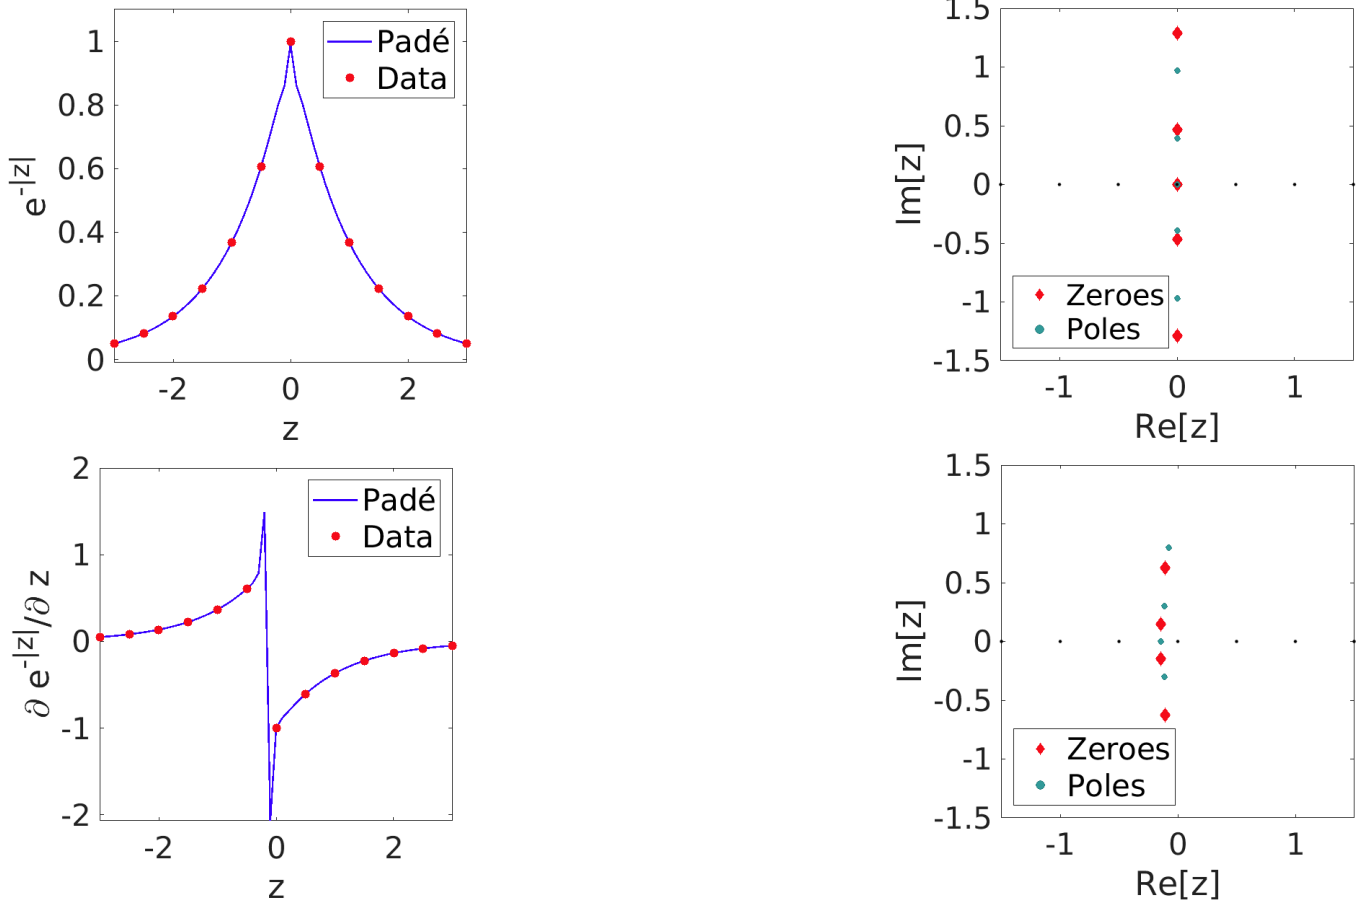 1
0.8
0.6
0.4
0.2
0
-2
0
2
z
e^-|z|
Padé
Data
1.5
1
0.5
0
-0.5
-1
-1.5
-1
0
1
Re[z]
Im[z]
Zeroes
Poles
2
1
0
-1
-2
-2
0
2
z
∂ e^-|z|/∂ z
Padé
Data
1.5
1
0.5
0
-0.5
-1
-1.5
-1
0
1
Re[z]
Im[z]
Zeroes
Poles